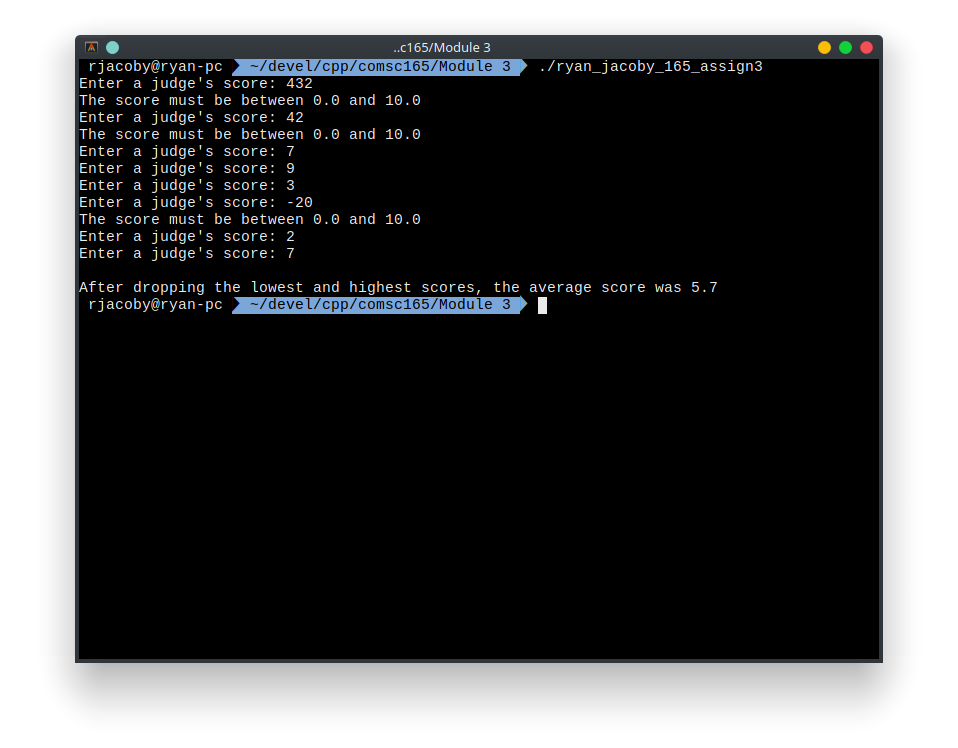 ..c165/Module 3
rjacoby@ryan-pc ~/devel/cpp/comsc165/Module 3 ./ryan_jacoby_165_assign3
Enter a judge's score: 432
The score must be between 0.0 and 10.0
Enter a judge's score: 42
The score must be between 0.0 and 10.0
Enter a judge's score: 7
Enter a judge's score: 9
Enter a judge's score: 3
Enter a judge's score: -20
The score must be between 0.0 and 10.0
Enter a judge's score: 2
Enter a judge's score: 7
After dropping the lowest and highest scores, the average score was 5.7
rjacoby@ryan-pc ~/devel/cpp/comsc165/Module 3